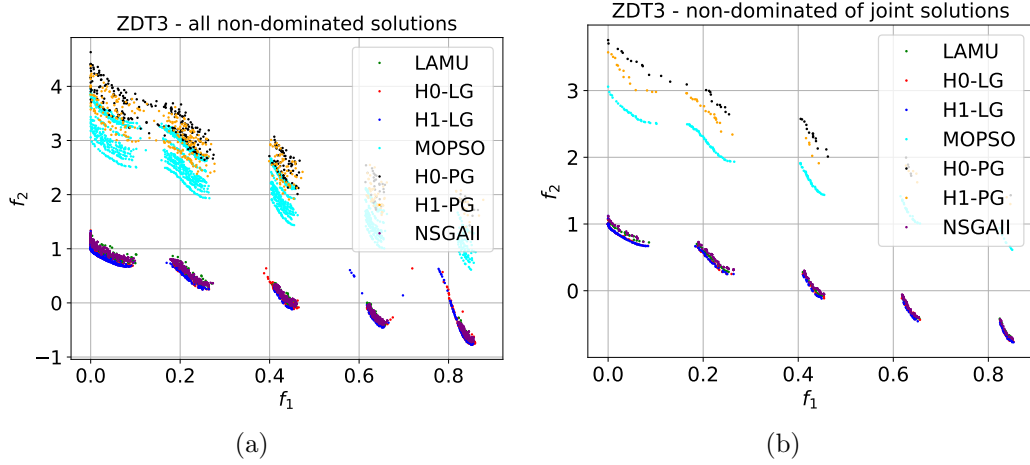 ZDT3 - all non-dominated solutions
4
3
2
1
0
−1
f2
0.0 0.2 0.4 0.6 0.8
f1
LAMU
H0-LG
H1-LG
MOPSO
H0-PG
H1-PG
NSGAII
(a)
ZDT3 - non-dominated of joint solutions
3
2
1
0
f2
0.0 0.2 0.4 0.6 0.8
f1
LAMU
H0-LG
H1-LG
MOPSO
H0-PG
H1-PG
NSGAII
(b)